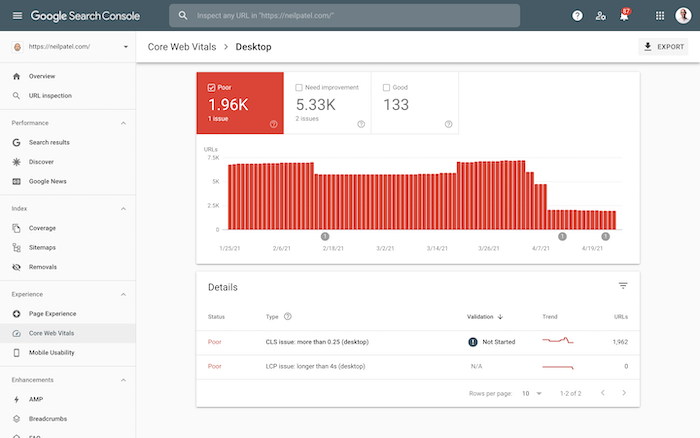 Google Search Console
Inspect any URL in "https://neilpatel.com/"
87
https://neilpatel.com/
Core Web Vitals > Desktop
EXPORT
Overview
URL inspection
Performance
Search results
Discover
Google News
Index
Coverage
Sitemaps
Removals
Experience
Page Experience
Core Web Vitals
Mobile Usability
Enhancements
AMP
Breadcrumbs
FAQ
Poor
1.96K
1 issue
Need improvement
5.33K
2 issues
Good
133
URLs
7.5K
5K
2.5K
0
1 1 1
1/25/21 2/6/21 2/18/21 3/2/21 3/14/21 3/26/21 4/7/21 4/19/21
Details
Status Type Validation Trend URLs
Poor CLS issue: more than 0.25 (desktop) Not Started 1,962
Poor LCP issue: longer than 4s (desktop) N/A 0
Rows per page: 10 1-2 of 2